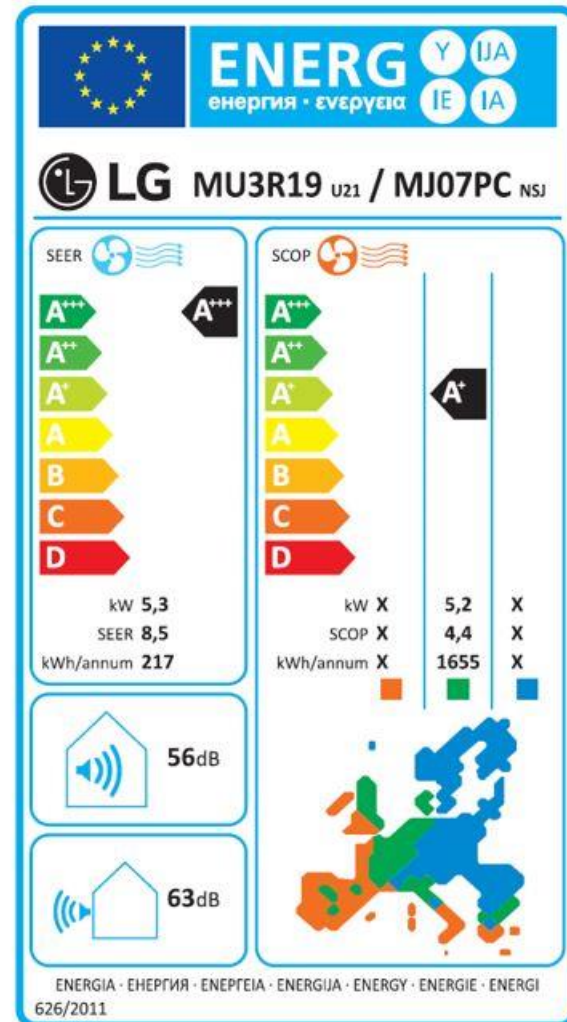 ENERG Y IJA
енергия · ενεργεια IE IA
LG MU3R19 U21 / MJ07PC NSJ
SEER
A+++ A+++
A++
A+
A
B
C
D
kW 5,3
SEER 8,5
kWh/annum 217
SCOP
A+++
A++
A+ A+
A
B
C
D
kW X 5,2 X
SCOP X 4,4 X
kWh/annum X 1655 X
56dB
63dB
ENERGIA · ЕНЕРГИЯ · ΕΝΕΡΓΕΙΑ · ENERGIJA · ENERGY · ENERGIE · ENERGI
626/2011